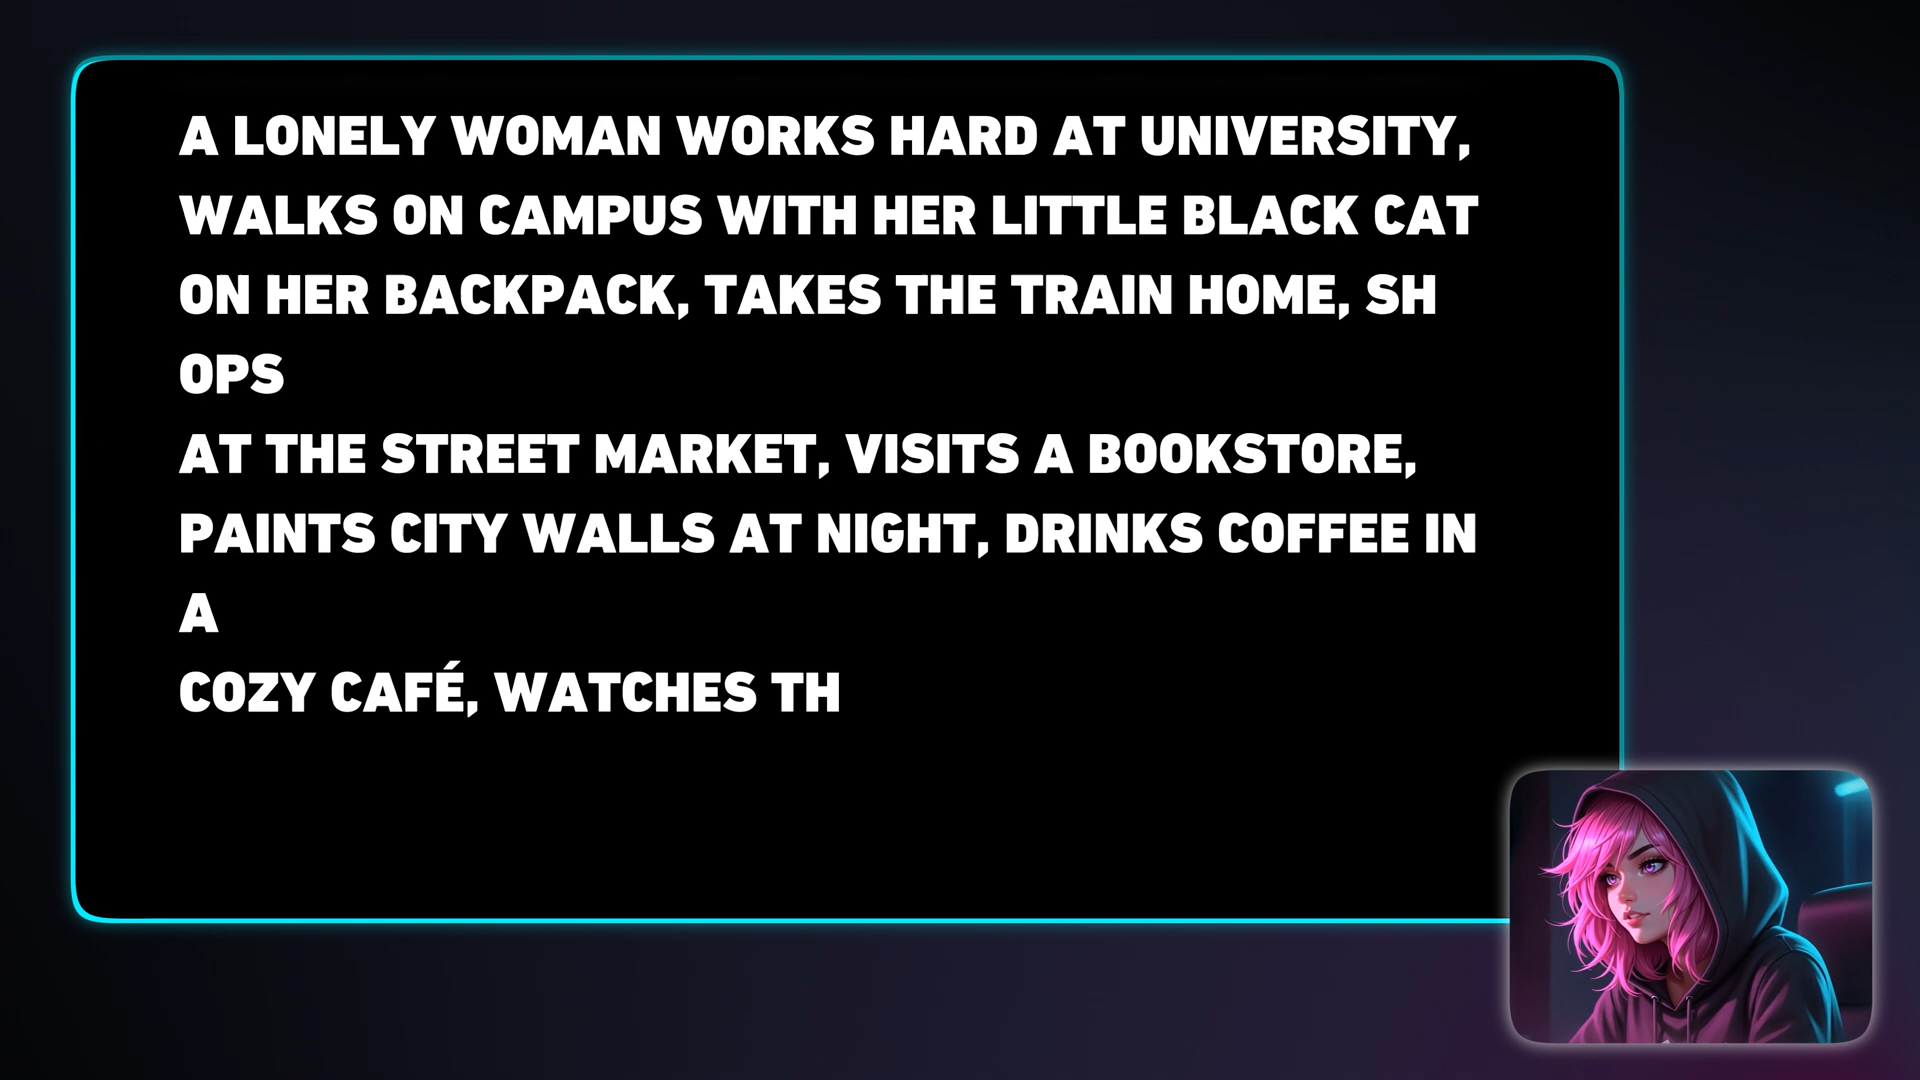 A LONELY WOMAN WORKS HARD AT UNIVERSITY,
WALKS ON CAMPUS WITH HER LITTLE BLACK CAT
ON HER BACKPACK, TAKES THE TRAIN HOME, SH
OPS
AT THE STREET MARKET, VISITS A BOOKSTORE,
PAINTS CITY WALLS AT NIGHT, DRINKS COFFEE IN
A
COZY CAFÉ, WATCHES TH